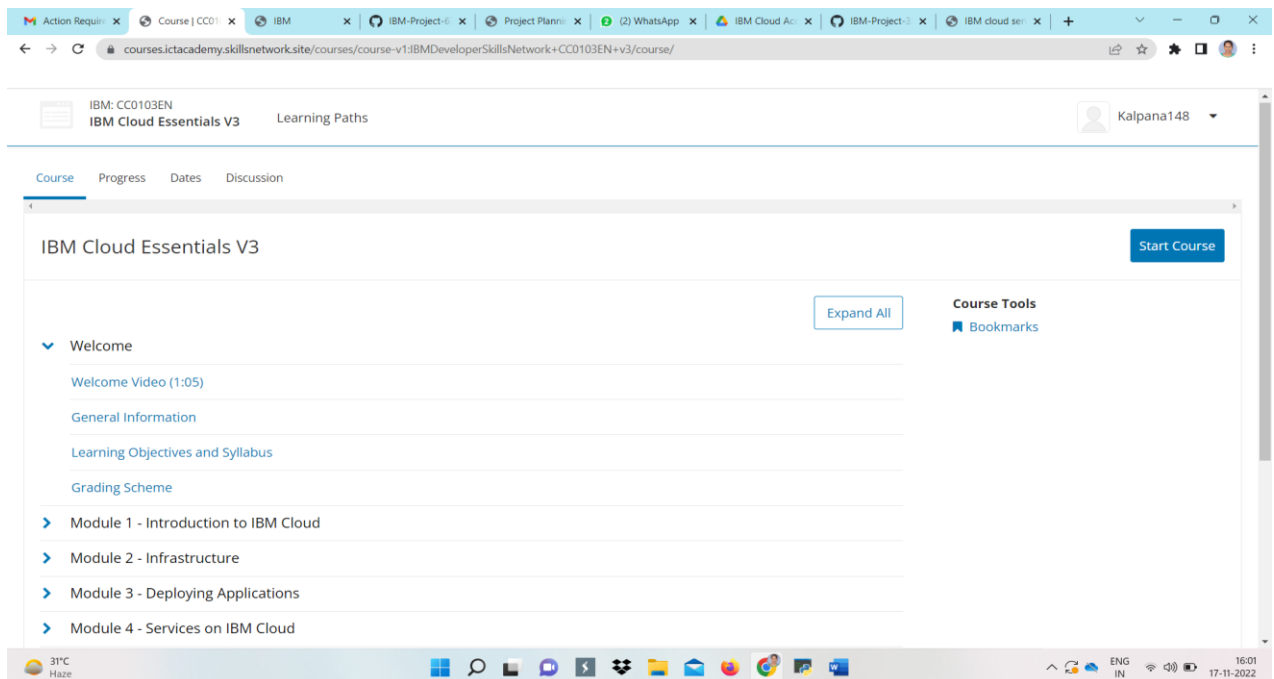 Action Require
Course | CC01
IBM
IBM-Project-6
Project Plannin
(2) WhatsApp
IBM Cloud Aca
IBM-Project-3
IBM cloud serv
courses.ictacademy.skillsnetwork.site/courses/course-v1:IBMDeveloperSkillsNetwork+CC0103EN+v3/course/
IBM: CC0103EN
IBM Cloud Essentials V3
Learning Paths
Kalpana148
Course Progress Dates Discussion
IBM Cloud Essentials V3
Start Course
Expand All
Course Tools
Bookmarks
Welcome
Welcome Video (1:05)
General Information
Learning Objectives and Syllabus
Grading Scheme
Module 1 - Introduction to IBM Cloud
Module 2 - Infrastructure
Module 3 - Deploying Applications
Module 4 - Services on IBM Cloud
31°C
Haze
ENG
IN
16:01
17-11-2022